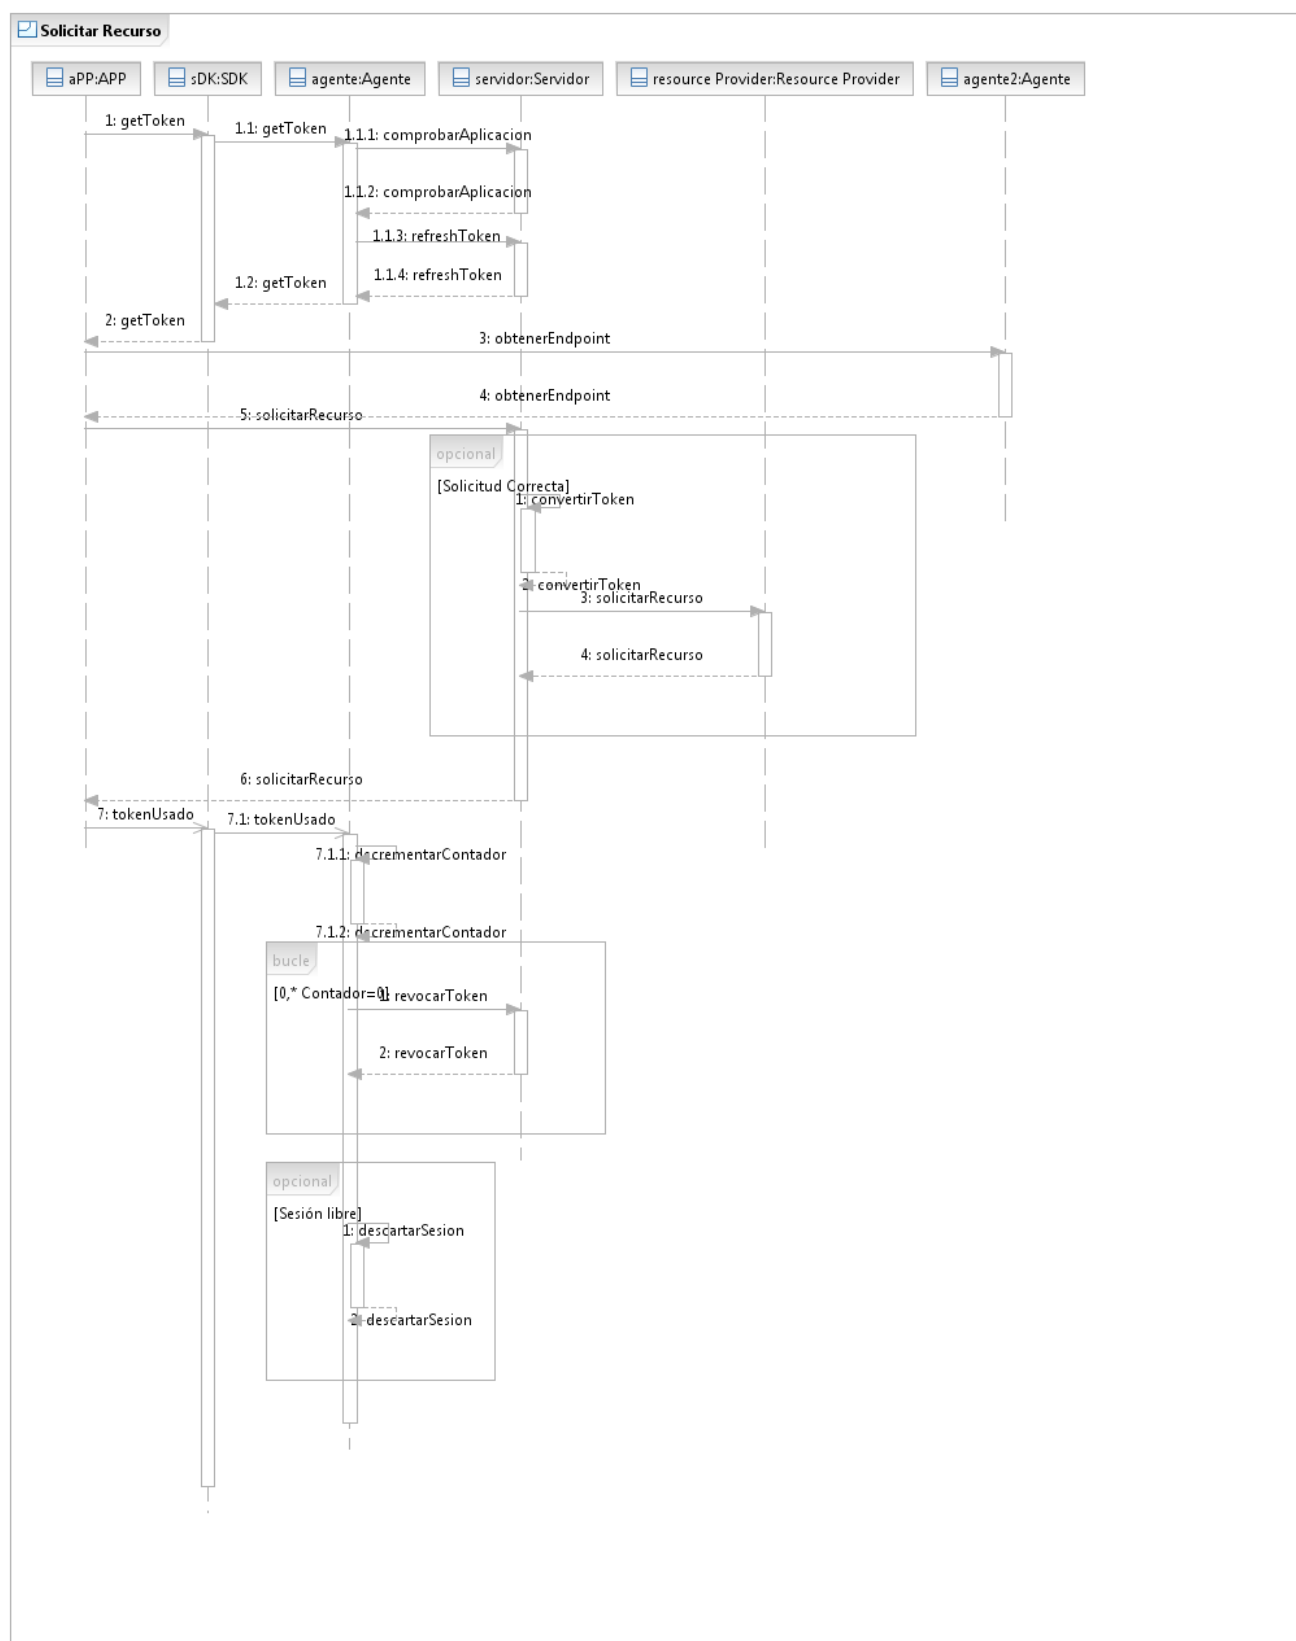 Solicitar Recurso
aPP:APP
sDK:SDK
agente:Agente
servidor:Servidor
resource Provider:Resource Provider
agente2:Agente
1: getToken
1.1: getToken
1.1.1: comprobarAplicacion
1.1.2: comprobarAplicacion
1.1.3: refreshToken
1.1.4: refreshToken
1.2: getToken
2: getToken
3: obtenerEndpoint
4: obtenerEndpoint
5: solicitarRecurso
opcional
[Solicitud Correcta]
1: convertirToken
2: convertirToken
3: solicitarRecurso
4: solicitarRecurso
6: solicitarRecurso
7: tokenUsado
7.1: tokenUsado
7.1.1: decrementarContador
7.1.2: decrementarContador
bucle
[0,* Contador=0]
1: revocarToken
2: revocarToken
opcional
[Sesión libre]
1: descartarSesion
2: descartarSesion